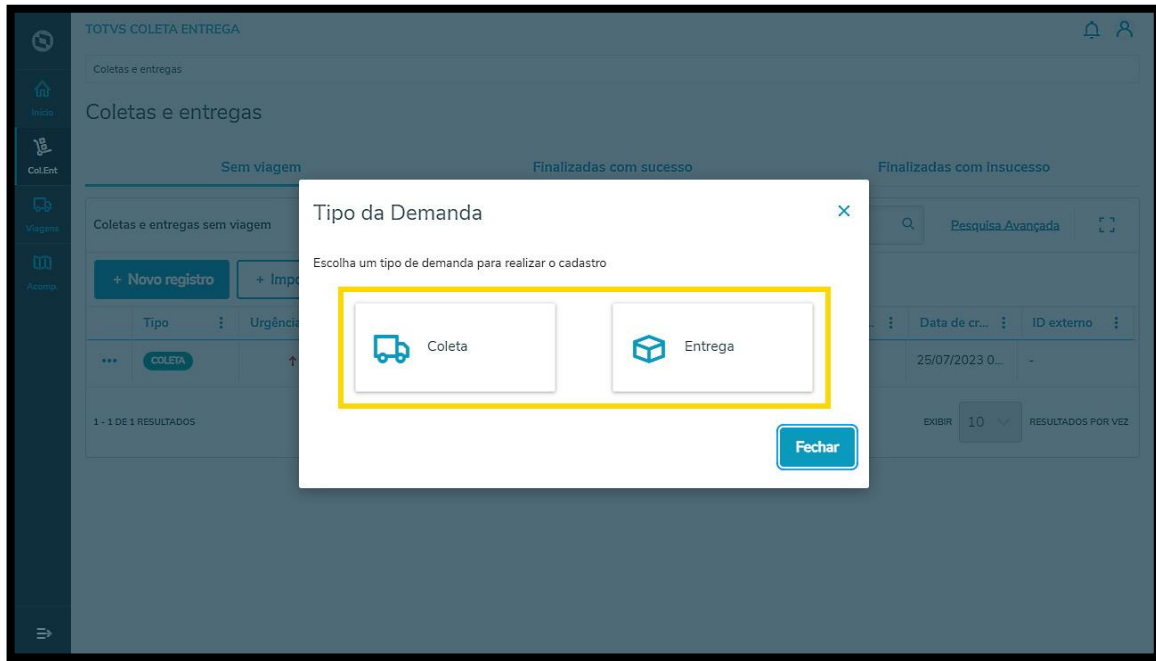 TOTVS COLETA ENTREGA
Coletas e entregas
Início
Coletas e entregas
Col.Ent
Sem viagem Finalizadas com sucesso Finalizadas com insucesso
Viagens
Tipo da Demanda
Coletas e entregas sem viagem
Pesquisa Avançada
Escolha um tipo de demanda para realizar o cadastro
Acomp.
+ Novo registro + Impo
Tipo Urgência Data de cr... ID externo
Coleta Entrega
COLETA 25/07/2023 0... -
1 - 1 DE 1 RESULTADOS EXIBIR 10 RESULTADOS POR VEZ
Fechar